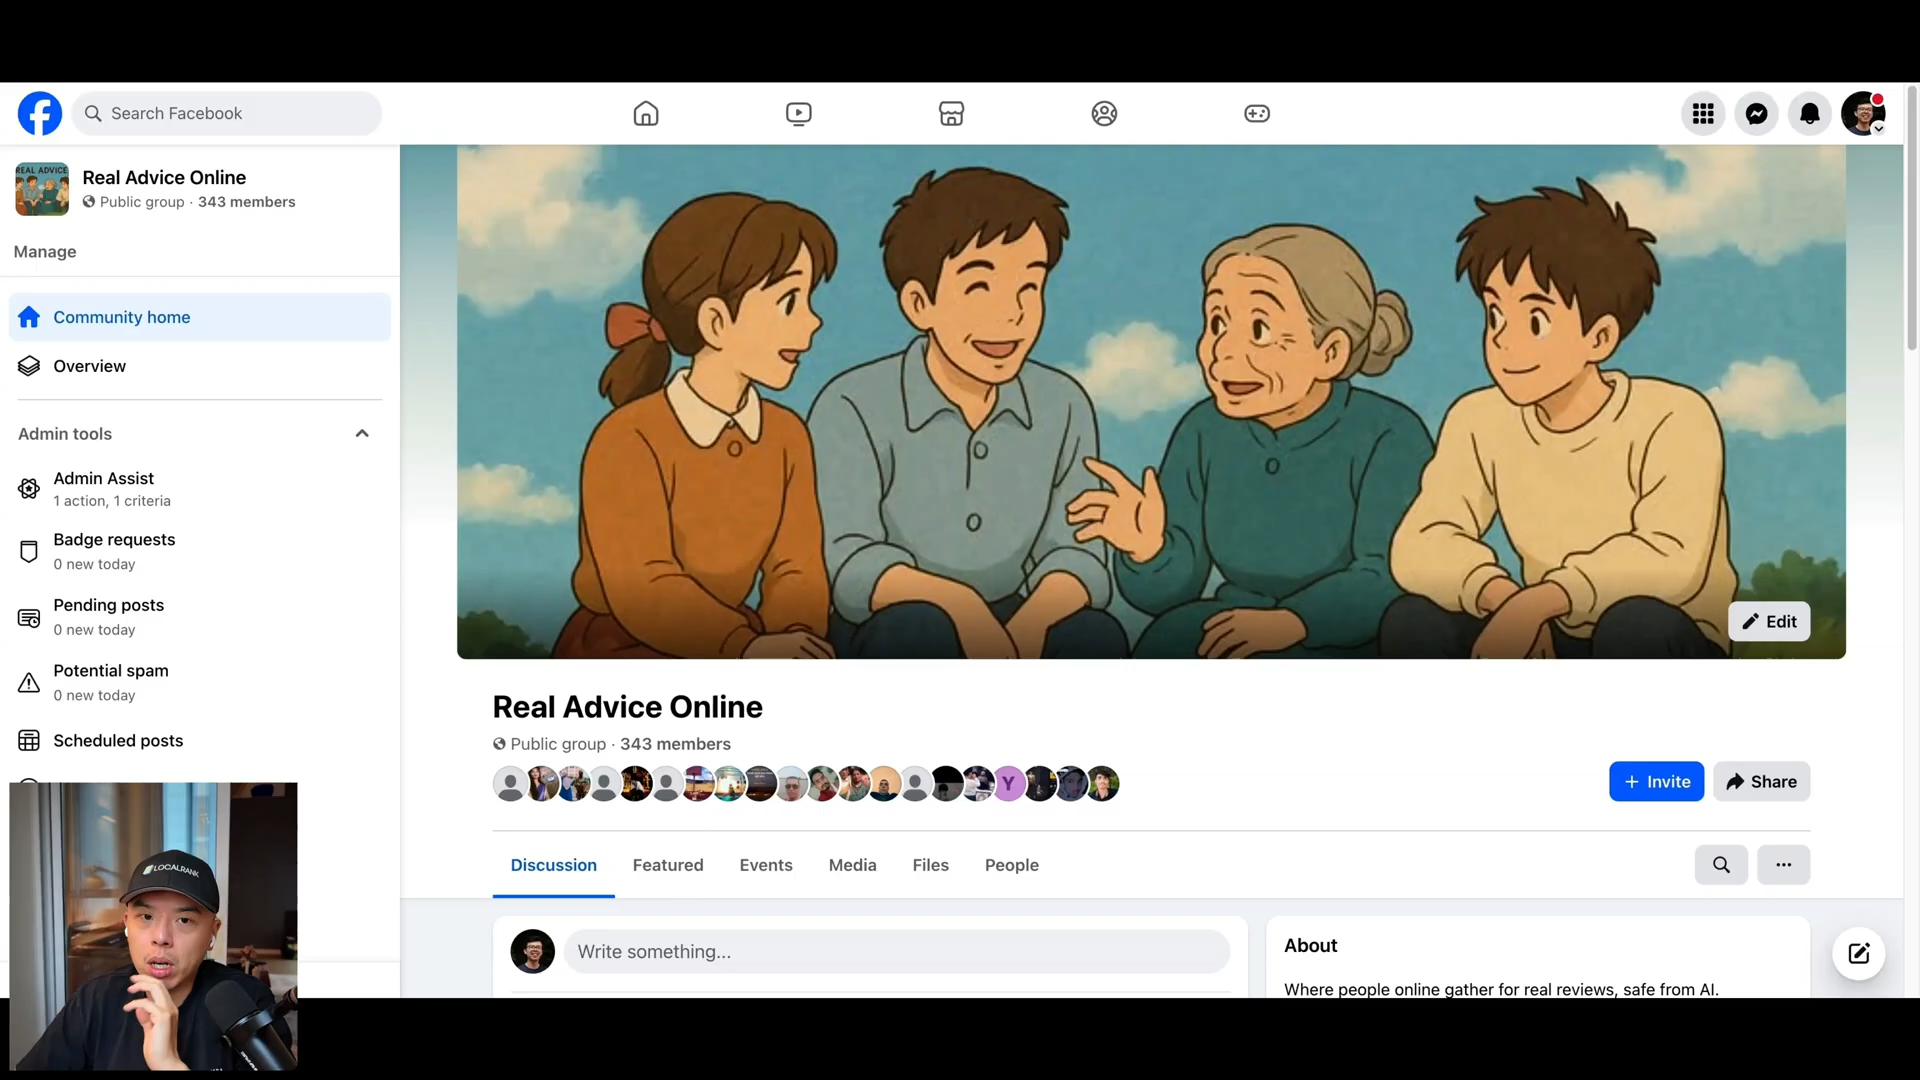 Search Facebook
REAL ADVICE
Real Advice Online
Public group · 343 members
Manage
Community home
Overview
Admin tools
Admin Assist
1 action, 1 criteria
Badge requests
0 new today
Pending posts
0 new today
Potential spam
0 new today
Scheduled posts
Edit
Real Advice Online
Public group · 343 members
Y
+ Invite
Share
Discussion
Featured
Events
Media
Files
People
Write something...
About
Where people online gather for real reviews, safe from AI.
LOCALRANK